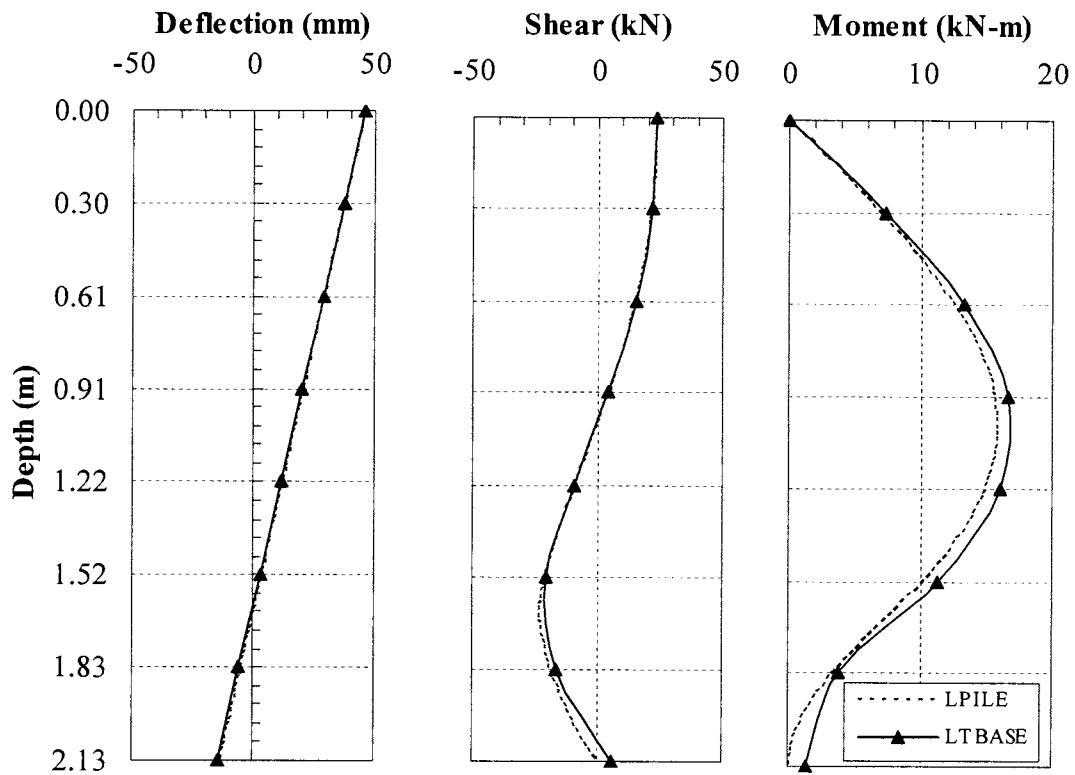 Deflection (mm)
-50 0 50
Shear (kN)
-50 0 50
Moment (kN-m)
0 10 20
Depth (m)
0.00
0.30
0.61
0.91
1.22
1.52
1.83
2.13
LPILE
LTBASE